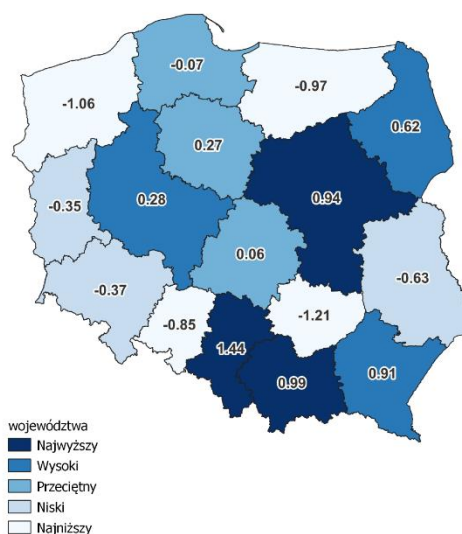 -0.07
-1.06
-0.97
0.62
0.27
0.94
0.28
-0.35
0.06
-0.63
-0.37
-0.85
-1.21
1.44
0.91
0.99
województwa
Najwyższy
Wysoki
Przeciętny
Niski
Najniższy